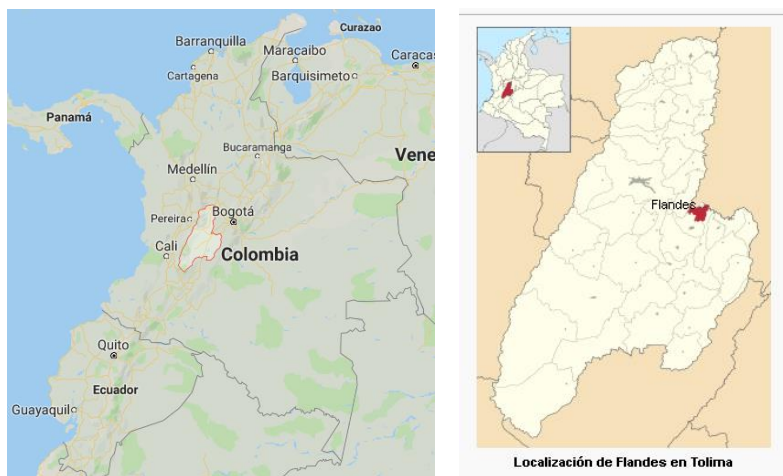 Curazao
Barranquilla
Maracaibo
Caracas
Cartagena
Barquisimeto
Panamá
Bucaramanga
Vene
Medellín
Pereira
Bogotá
Cali
Colombia
Quito
Ecuador
Guayaquil
Flandes
Localización de Flandes en Tolima